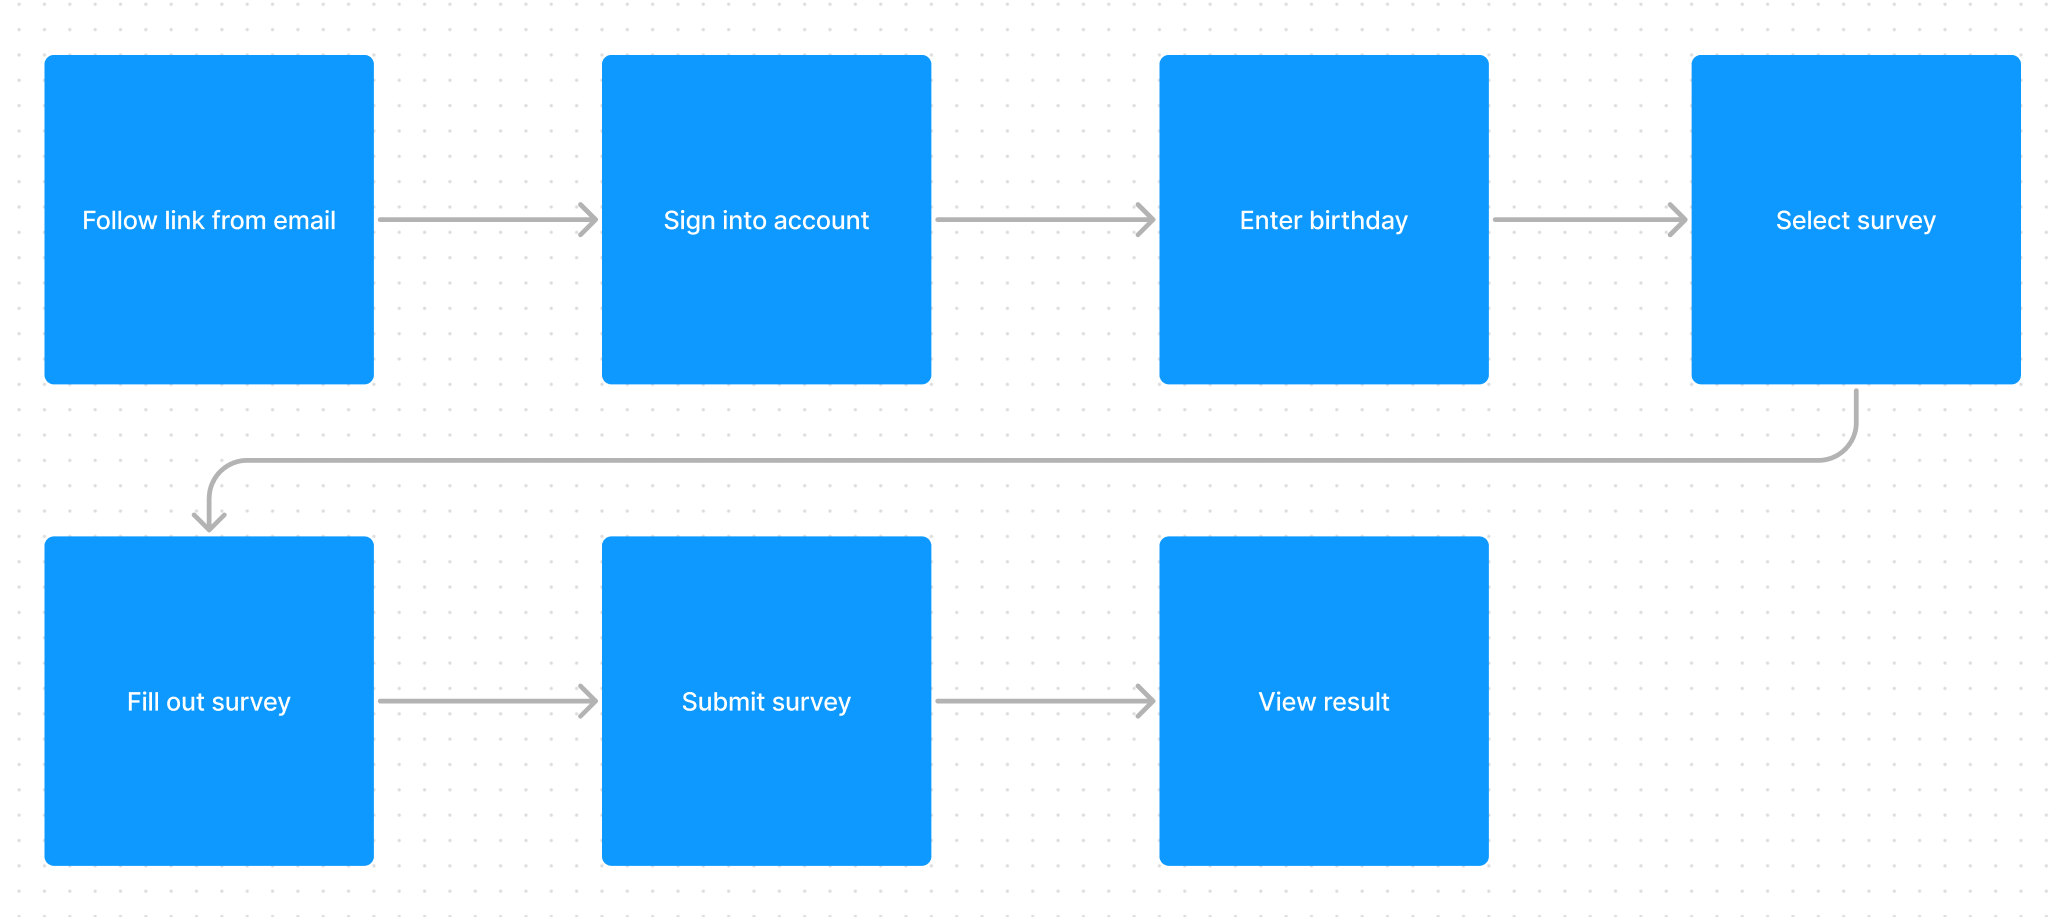 Follow link from email
Sign into account
Enter birthday
Select survey
Fill out survey
Submit survey
View result